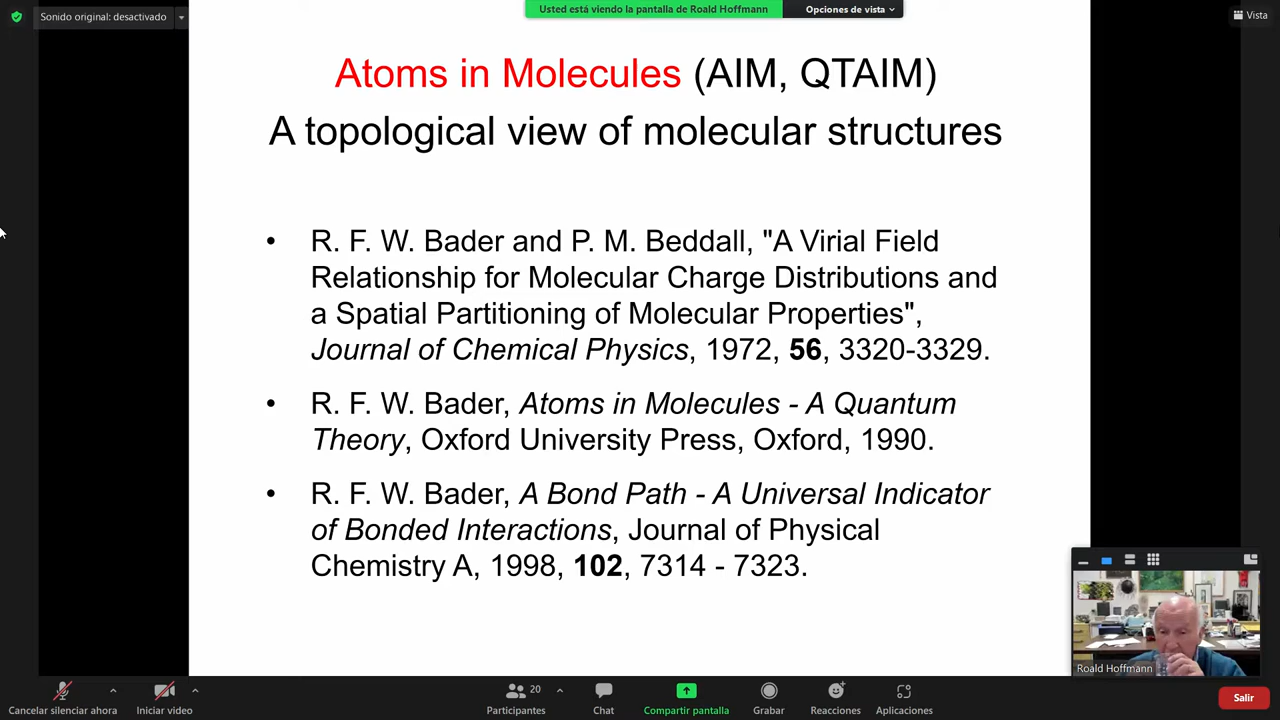 Sonido original: desactivado
Usted está viendo la pantalla de Roald Hoffmann
Opciones de vista
Vista
Atoms in Molecules (AIM, QTAIM)
A topological view of molecular structures
• R. F. W. Bader and P. M. Beddall, "A Virial Field
Relationship for Molecular Charge Distributions and
a Spatial Partitioning of Molecular Properties",
Journal of Chemical Physics, 1972, 56, 3320-3329.
• R. F. W. Bader, Atoms in Molecules - A Quantum
Theory, Oxford University Press, Oxford, 1990.
• R. F. W. Bader, A Bond Path - A Universal Indicator
of Bonded Interactions, Journal of Physical
Chemistry A, 1998, 102, 7314 - 7323.
Roald Hoffmann
Cancelar silenciar ahora
Iniciar video
20
Participantes
Chat
Compartir pantalla
Grabar
Reacciones
Aplicaciones
Salir